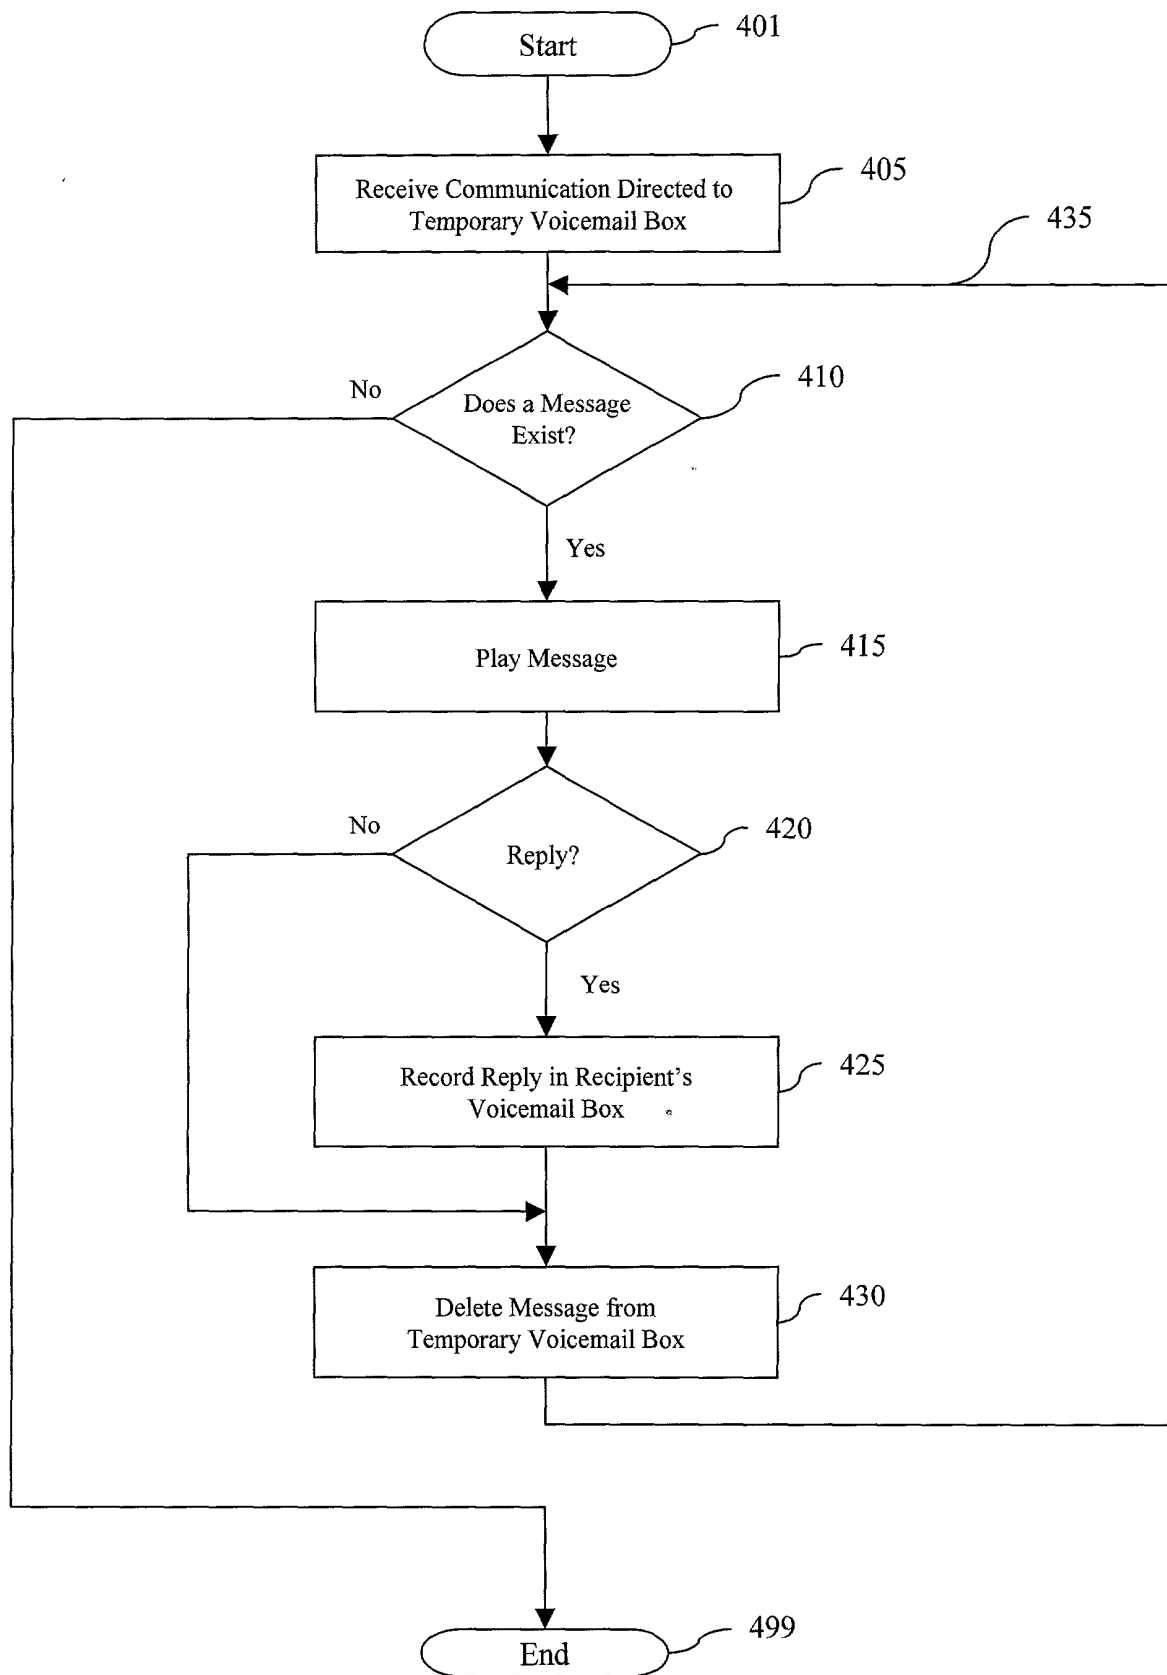 Start
401
Receive Communication Directed to
Temporary Voicemail Box
405
435
No
Does a Message
Exist?
410
Yes
Play Message
415
No
Reply?
420
Yes
Record Reply in Recipient's
Voicemail Box
425
Delete Message from
Temporary Voicemail Box
430
End
499